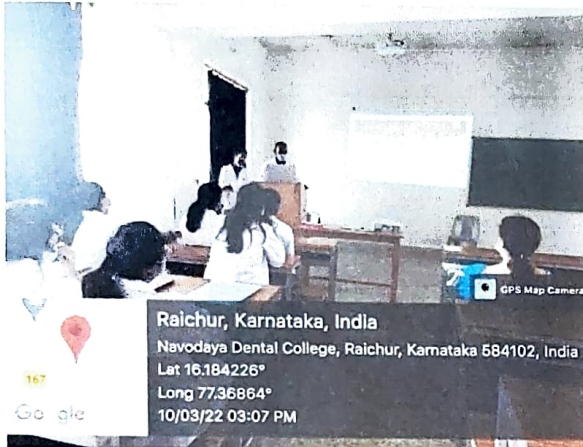 GPS Map Camera
Raichur, Karnataka, India
Navodaya Dental College, Raichur, Karnataka 584102, India
Lat 16.184226°
Long 77.36864°
10/03/22 03:07 PM
167
Google